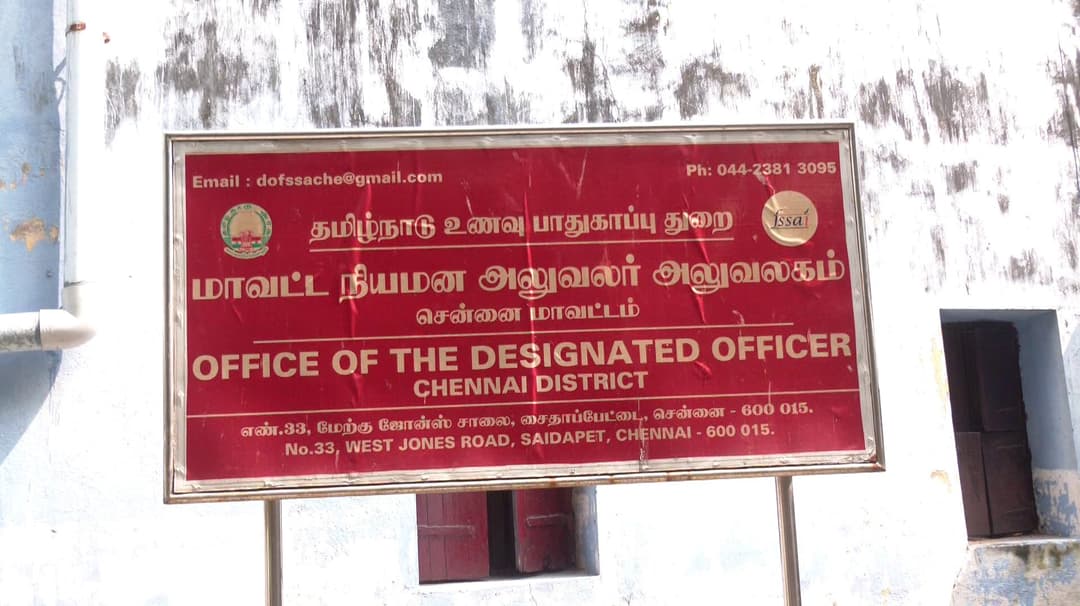 Email : dofssache@gmail.com
Ph: 044-2381 3095
தமிழ்நாடு உணவு பாதுகாப்பு துறை
fssai
மாவட்ட நியமன அலுவலர் அலுவலகம்
சென்னை மாவட்டம்
OFFICE OF THE DESIGNATED OFFICER
CHENNAI DISTRICT
எண்.33, மேற்கு ஜோன்ஸ் சாலை, சைதாப்பேட்டை, சென்னை - 600 015.
No.33, WEST JONES ROAD, SAIDAPET, CHENNAI - 600 015.